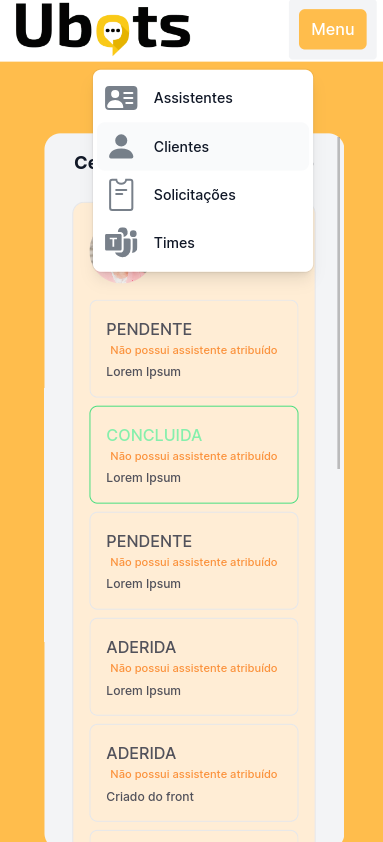 Ubots
Menu
Assistentes
Clientes
Solicitações
Times
Ce
PENDENTE
Não possui assistente atribuído
Lorem Ipsum
CONCLUIDA
Não possui assistente atribuído
Lorem Ipsum
PENDENTE
Não possui assistente atribuído
Lorem Ipsum
ADERIDA
Não possui assistente atribuído
Lorem Ipsum
ADERIDA
Não possui assistente atribuído
Criado do front